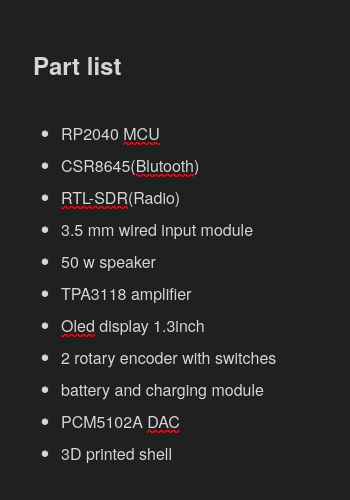 Part list
• RP2040 MCU
• CSR8645(Blutooth)
• RTL-SDR(Radio)
• 3.5 mm wired input module
• 50 w speaker
• TPA3118 amplifier
• Oled display 1.3inch
• 2 rotary encoder with switches
• battery and charging module
• PCM5102A DAC
• 3D printed shell